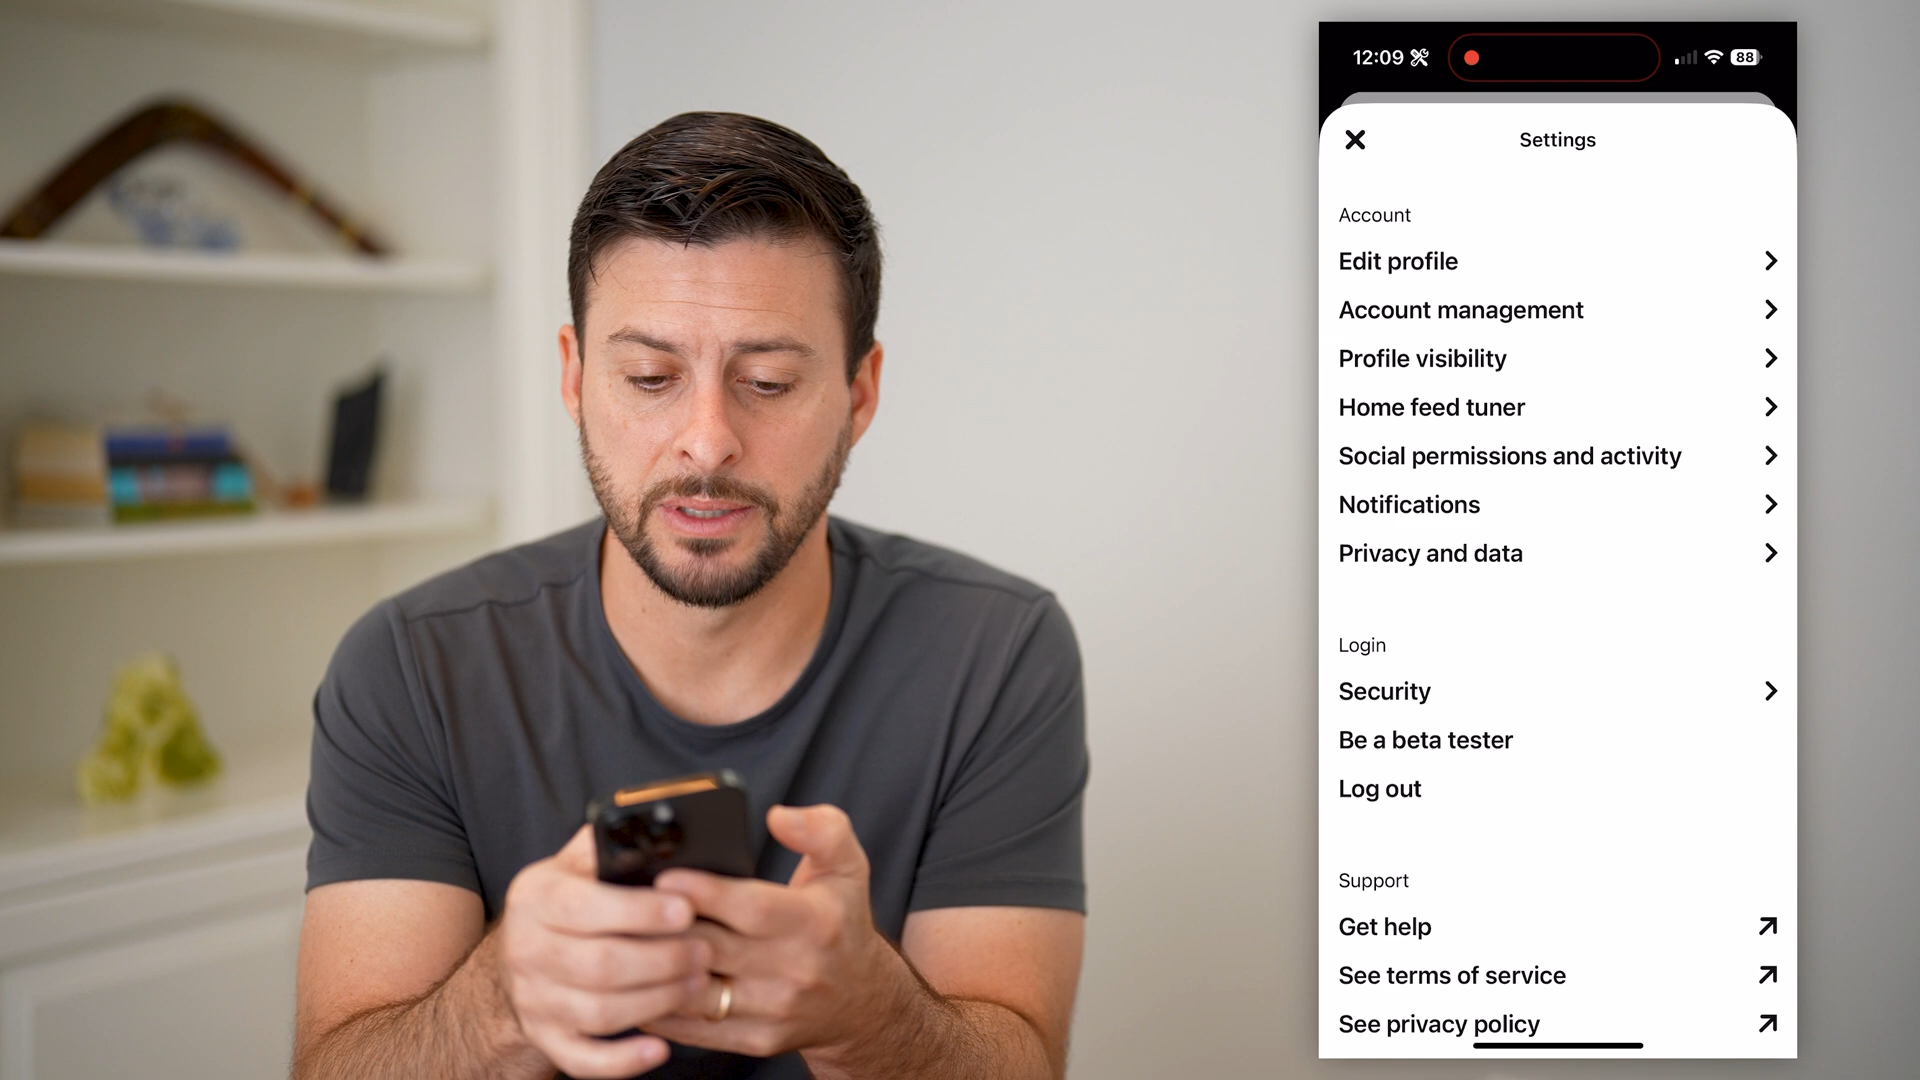 12:09
88
Settings
Account
Edit profile
Account management
Profile visibility
Home feed tuner
Social permissions and activity
Notifications
Privacy and data
Login
Security
Be a beta tester
Log out
Support
Get help
See terms of service
See privacy policy